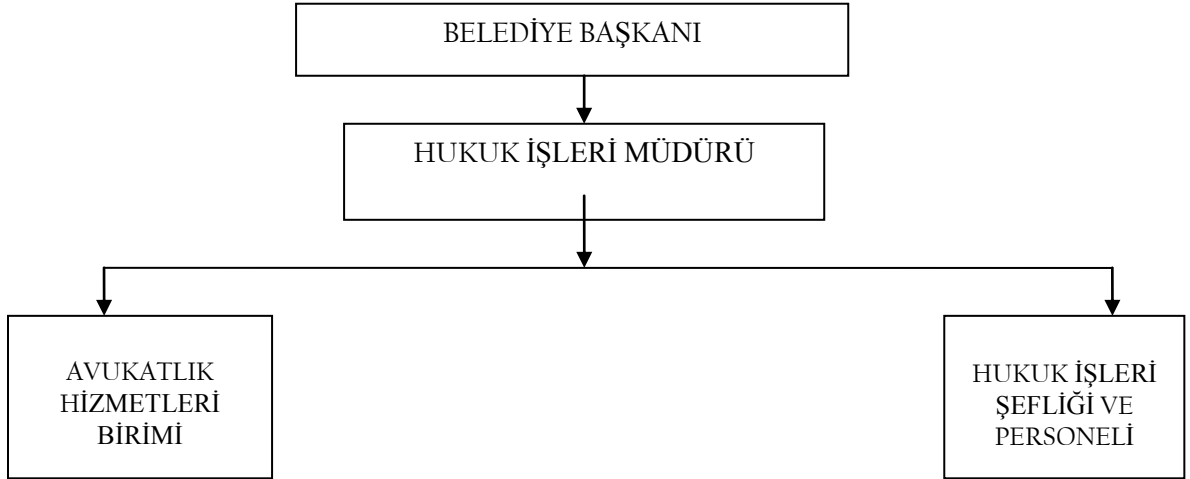 BELEDİYE BAŞKANI
HUKUK İŞLERİ MÜDÜRÜ
AVUKATLIK
HİZMETLERİ
BİRİMİ
HUKUK İŞLERİ
ŞEFLİĞİ VE
PERSONELİ